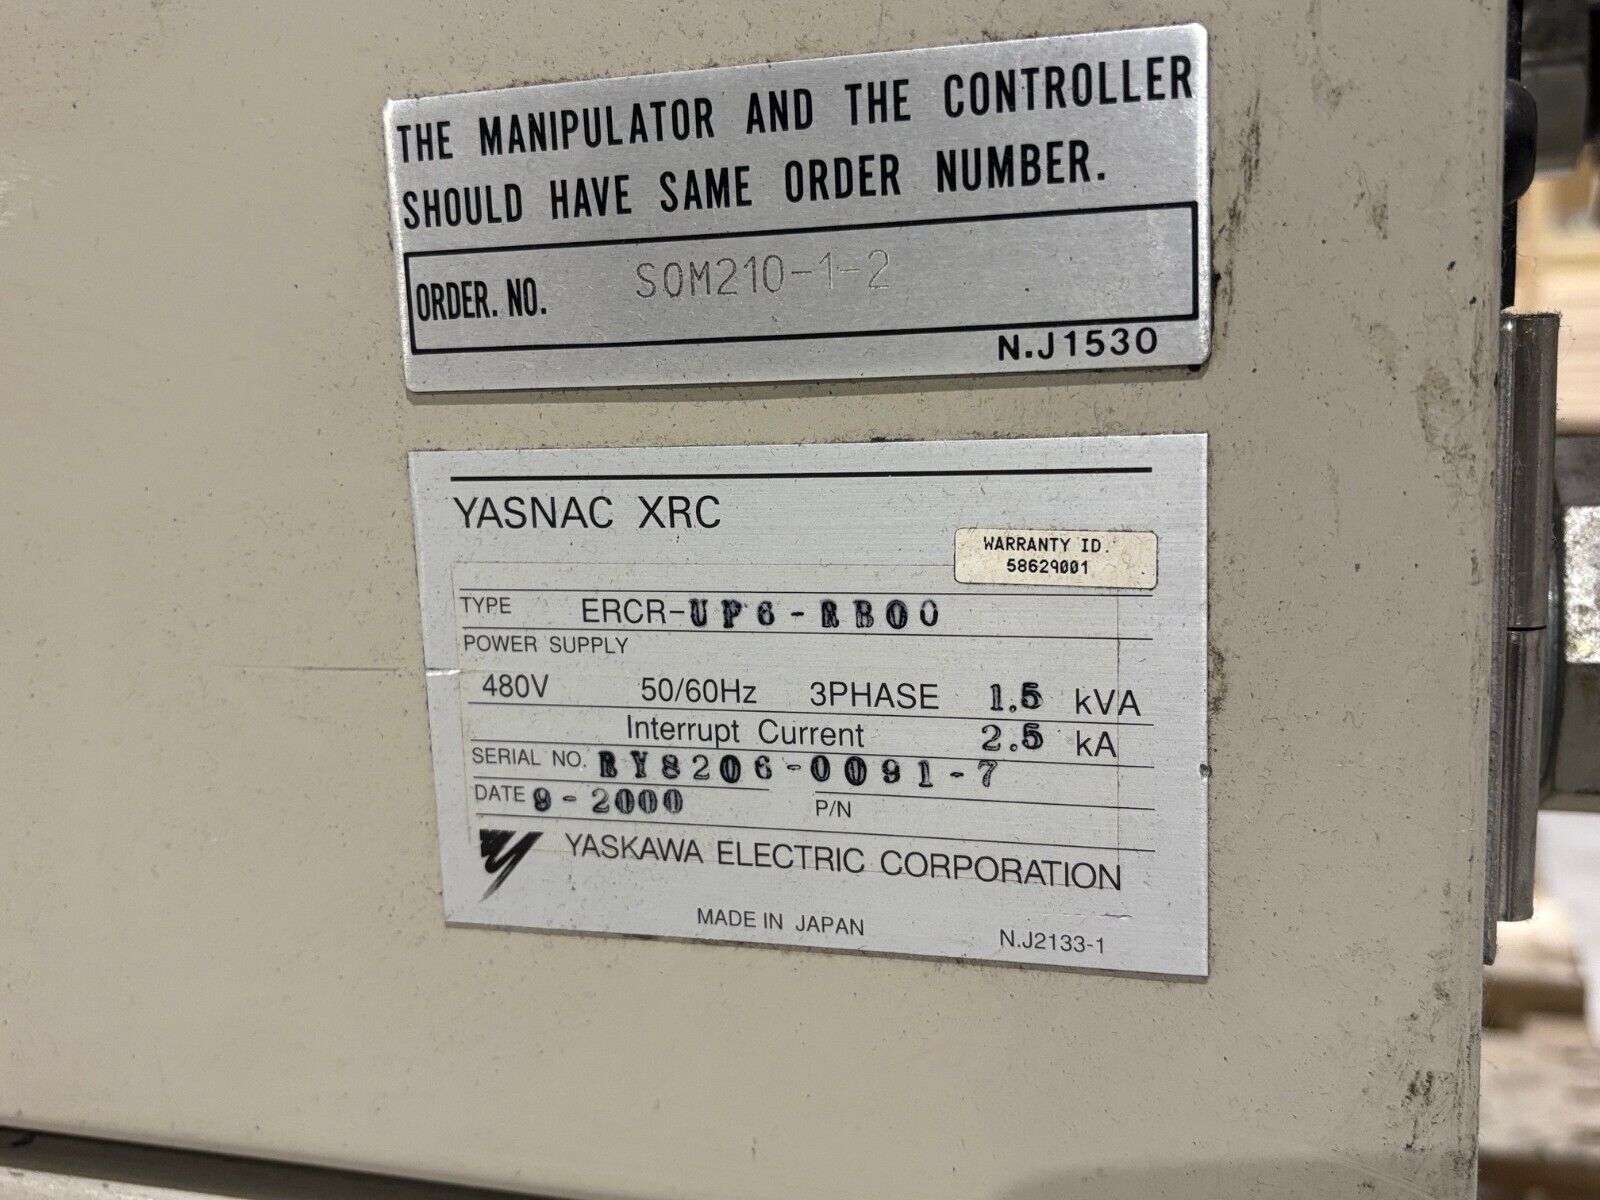 THE MANIPULATOR AND THE CONTROLLER
SHOULD HAVE SAME ORDER NUMBER.
ORDER. NO. S0M210-1-2
N.J1530
YASNAC XRC
WARRANTY ID.
58629001
TYPE ERCR-UP6-RB00
POWER SUPPLY
480V 50/60Hz 3PHASE 1.5 kVA
Interrupt Current 2.5 kA
SERIAL NO. RY8206-0091-7
DATE 9-2000 P/N
YASKAWA ELECTRIC CORPORATION
MADE IN JAPAN N.J2133-1